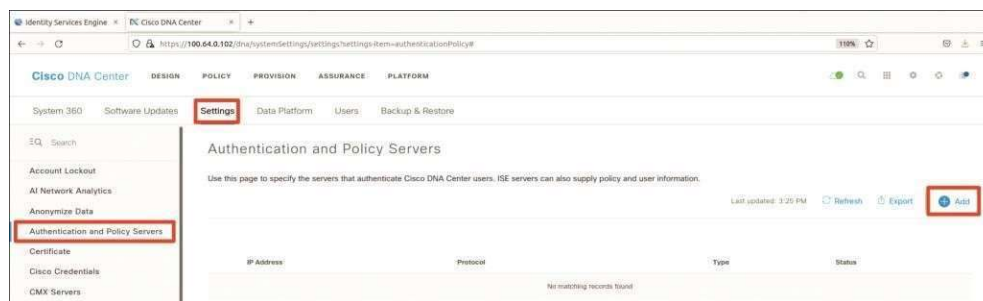 Identity Services Engine
Cisco DNA Center
110%
https://100.64.0.102/dna/systemSettings/settings?settings-item=authenticationPolicy#
Cisco DNA Center DESIGN POLICY PROVISION ASSURANCE PLATFORM
System 360 Software Updates Settings Data Platform Users Backup & Restore
Search
Account Lockout
AI Network Analytics
Anonymize Data
Authentication and Policy Servers
Certificate
Cisco Credentials
CMX Servers
Authentication and Policy Servers
Use this page to specify the servers that authenticate Cisco DNA Center users. ISE servers can also supply policy and user information.
Last updated: 3:25 PM Refresh Export Add
IP Address Protocol Type Status
No matching records found